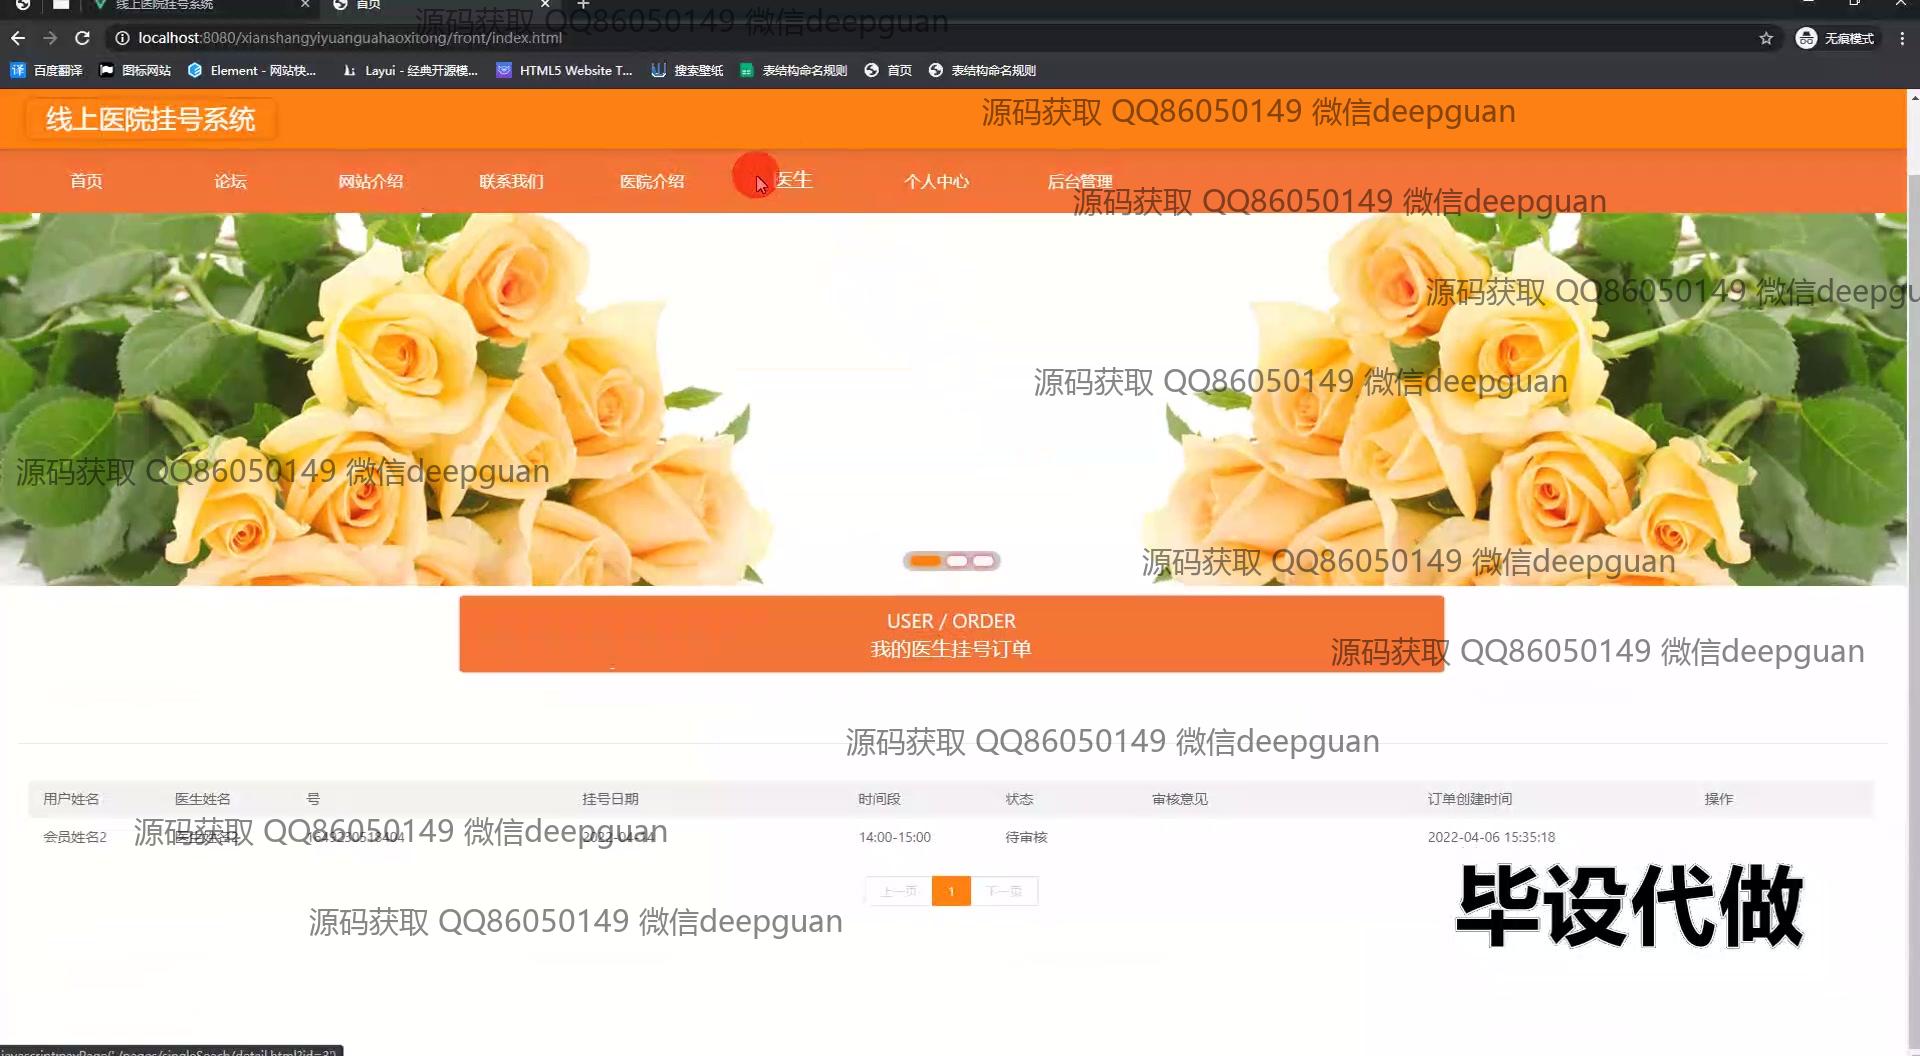 线上医院挂号系统
首页
源码获取 QQ86050149 微信deepguan
localhost:8080/xianshangyiyuanguahaoxitong/front/index.html
无痕模式
百度翻译
图标网站
Element - 网站快...
Layui - 经典开源模...
HTML5 Website T...
搜索壁纸
表结构命名规则
首页
表结构命名规则
线上医院挂号系统
源码获取 QQ86050149 微信deepguan
首页 论坛 网站介绍 联系我们 医院介绍 医生 个人中心 后台管理
源码获取 QQ86050149 微信deepguan
源码获取 QQ86050149 微信deepgu
源码获取 QQ86050149 微信deepguan
源码获取 QQ86050149 微信deepguan
源码获取 QQ86050149 微信deepguan
USER / ORDER
我的医生挂号订单
源码获取 QQ86050149 微信deepguan
源码获取 QQ86050149 微信deepguan
用户姓名 医生姓名 号 挂号日期 时间段 状态 审核意见 订单创建时间 操作
会员姓名2 医生姓名2 1649230518404 2022-04-14 14:00-15:00 待审核 2022-04-06 15:35:18
源码获取 QQ86050149 微信deepguan
上一页 1 下一页
毕设代做
源码获取 QQ86050149 微信deepguan